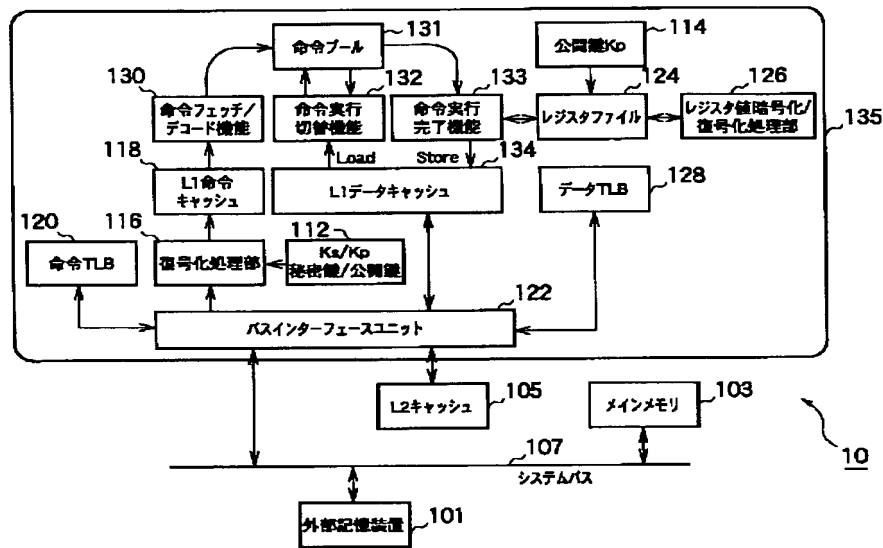 131
命令プール
公開鍵Kp
114
130
132
133
124
126
命令フェッチ/
デコード機能
命令実行
切替機能
命令実行
完了機能
レジスタファイル
レジスタ値暗号化/
復号化処理部
135
118
Load
Store
134
L1命令
キャッシュ
L1データキャッシュ
データTLB
128
120
116
112
命令TLB
復号化処理部
Ks/Kp
秘密鍵/公開鍵
122
バスインターフェースユニット
L2キャッシュ
105
メインメモリ
103
107
システムバス
10
外部記憶装置
101